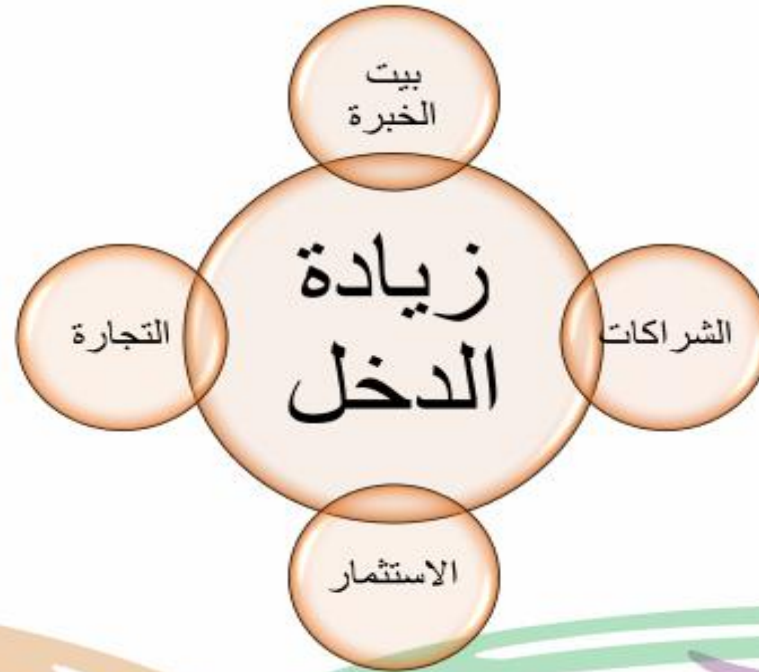 بيت
الخبرة
زيادة
الدخل
الشراكات
التجارة
الاستثمار